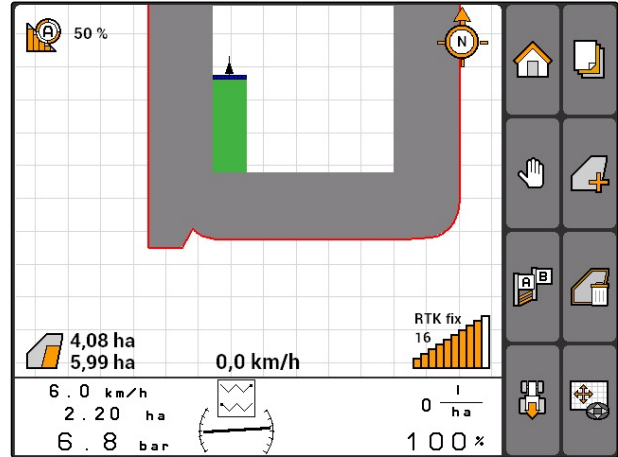 A 50 %
N
A B
RTK fix
16
4,08 ha
5,99 ha
0,0 km/h
6.0 km/h
2.20 ha
6.8 bar
0 l/ha
100%